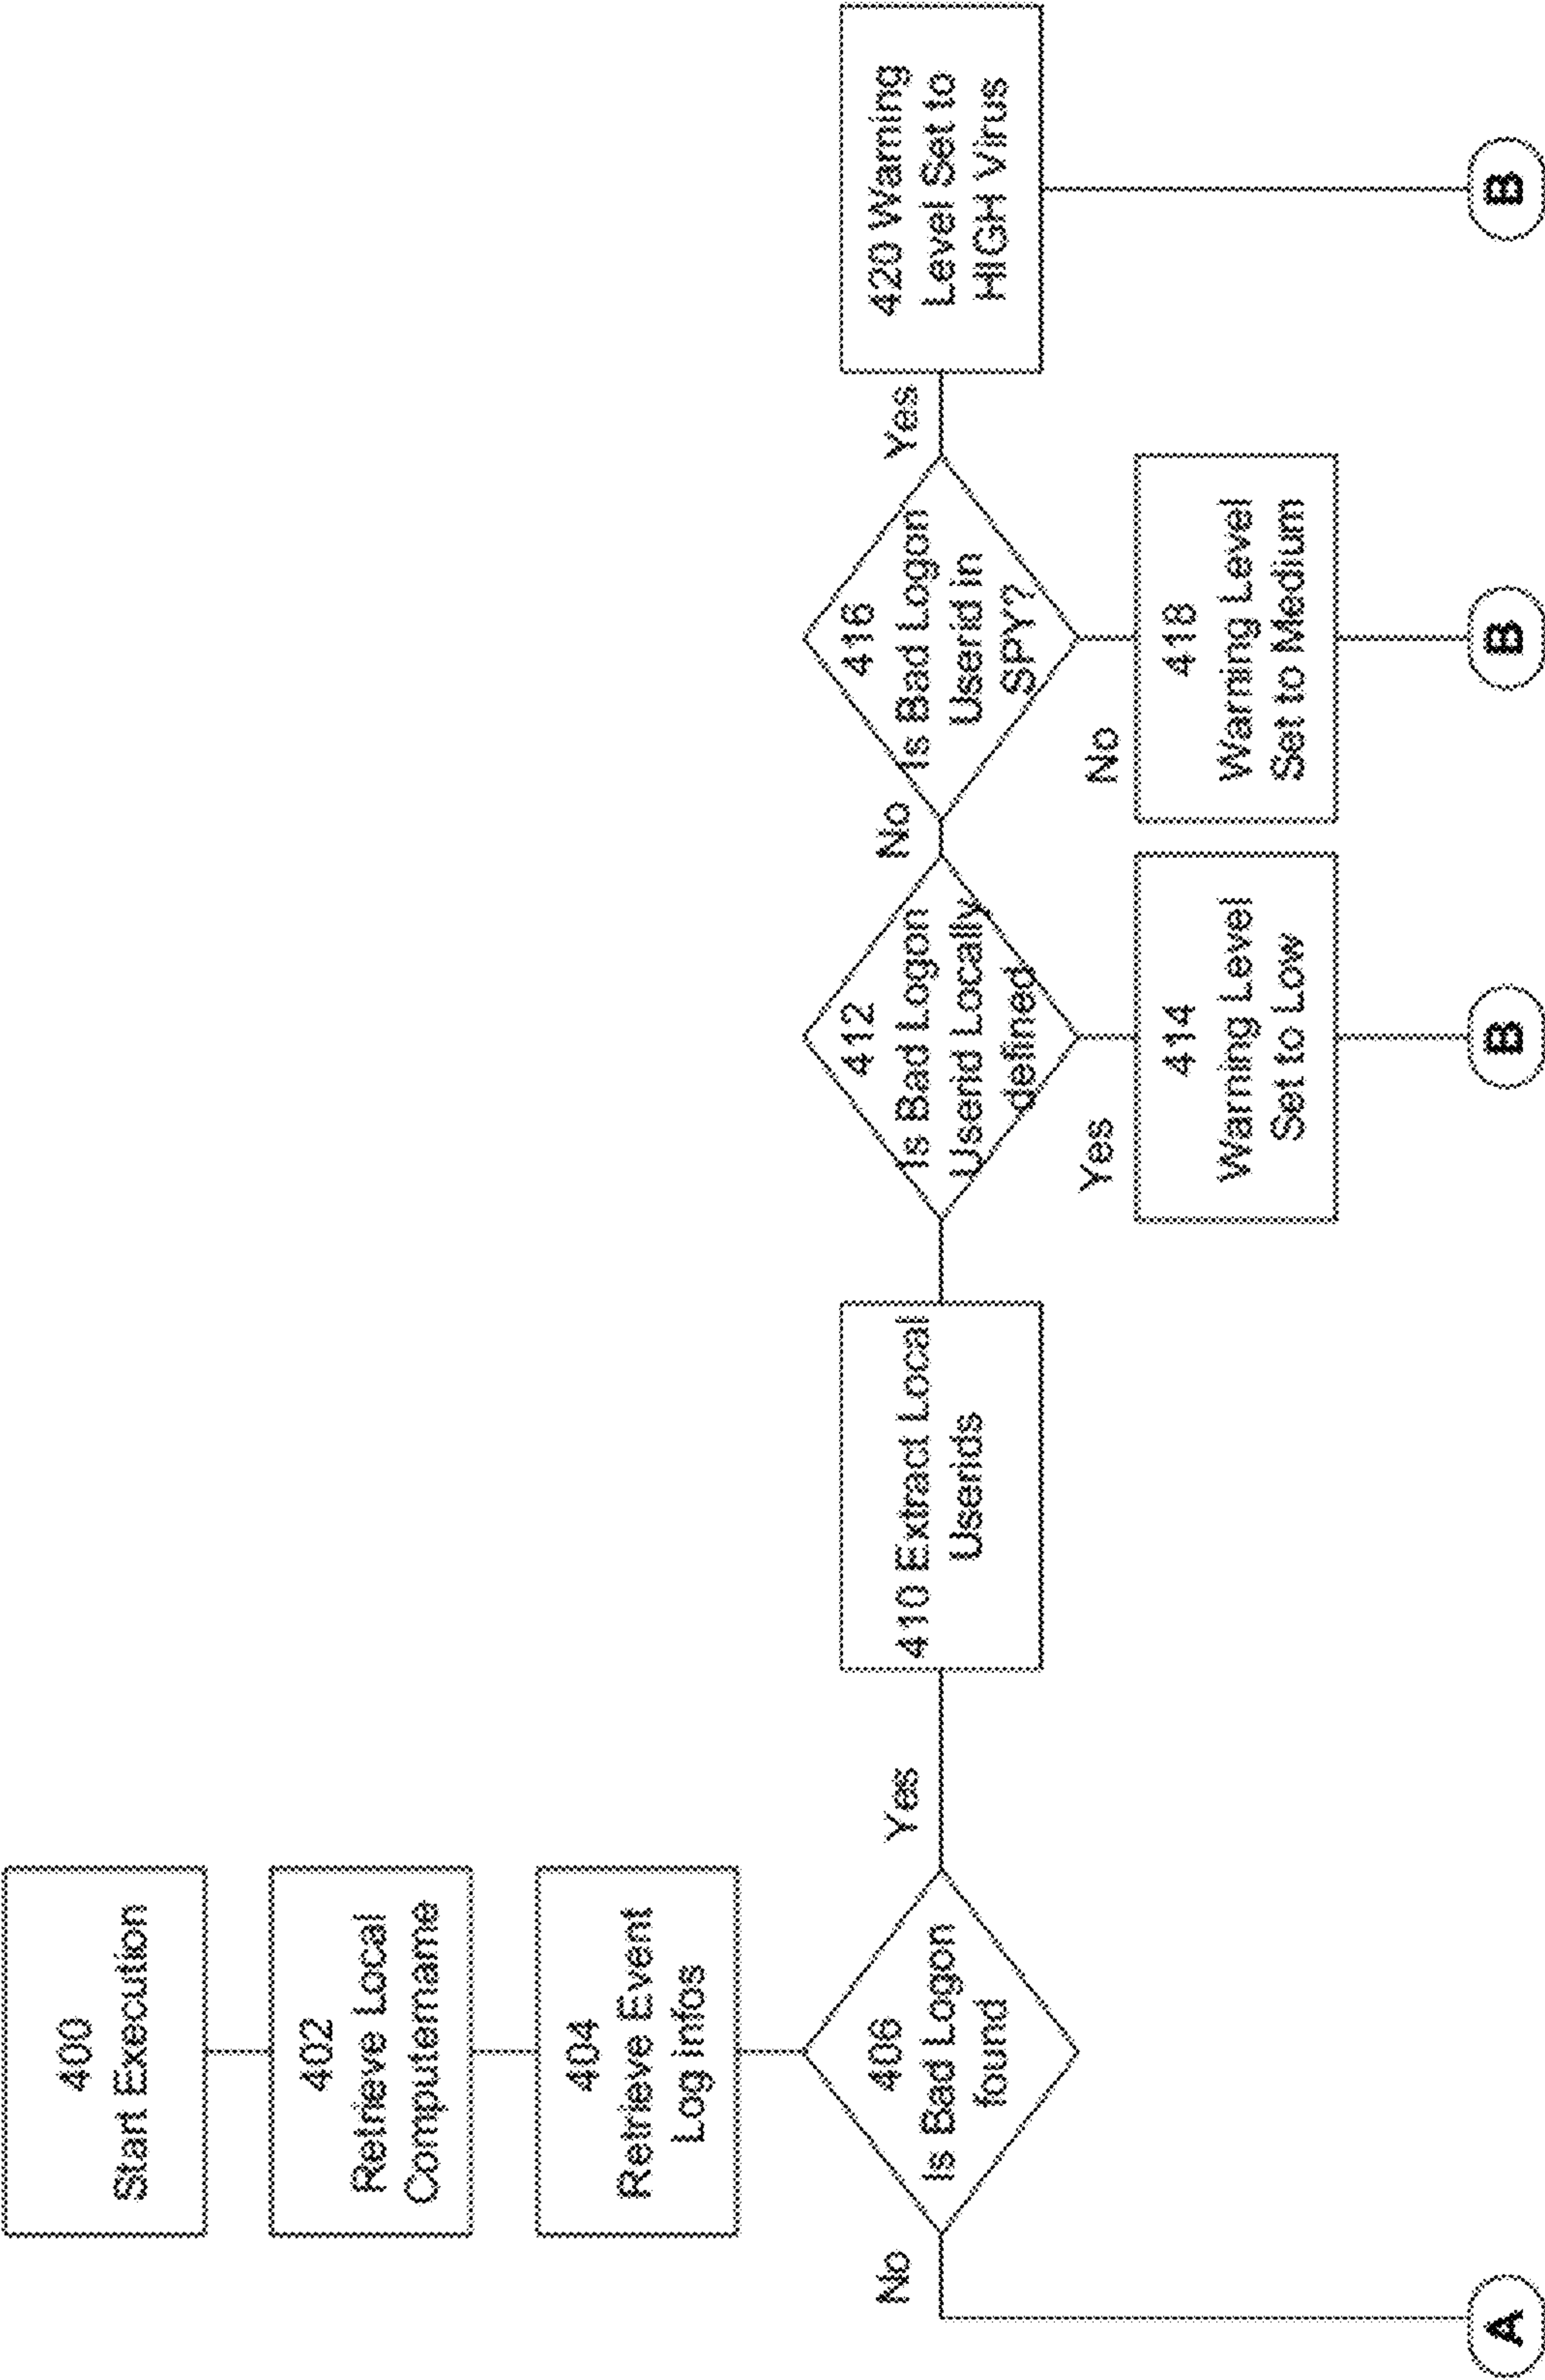 400
Start Execution
402
Retrieve Local
Computername
404
Retrieve Event
Log infos
406
Is Bad Logon
found
No
Yes
410 Extract Local
Userids
412
Is Bad Logon
Userid Locally
defined
Yes
No
414
Warning Level
Set to Low
416
Is Bad Logon
Userid in
SPY?
No
Yes
418
Warning Level
Set to Medium
420 Warning
Level Set to
HIGH Virus
A
B
B
B